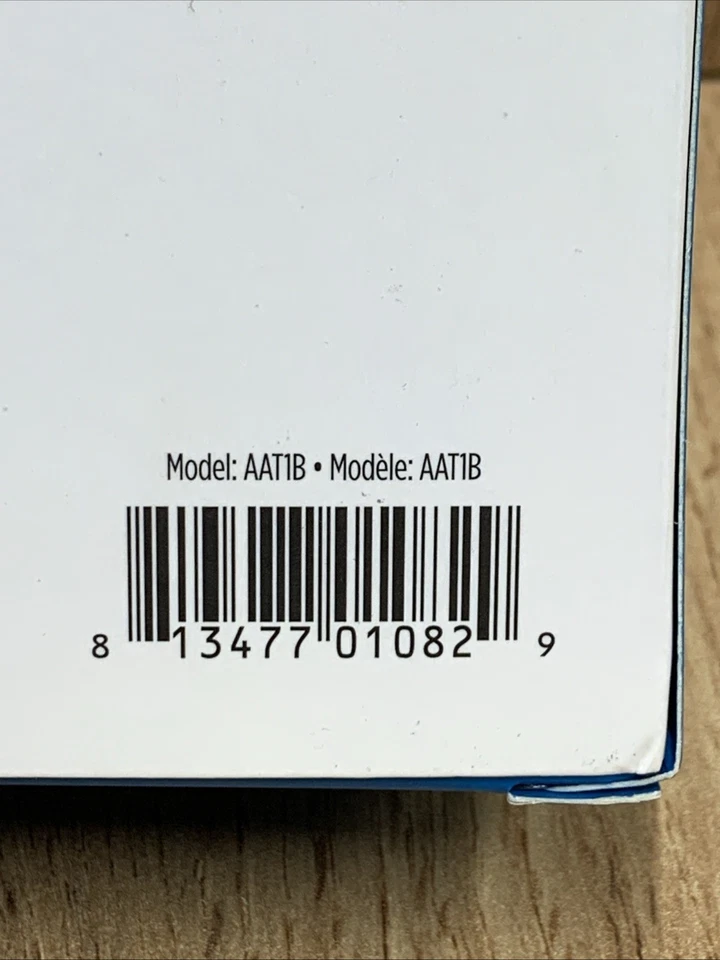 Model: AAT1B • Modèle: AAT1B
8 13477 01082 9